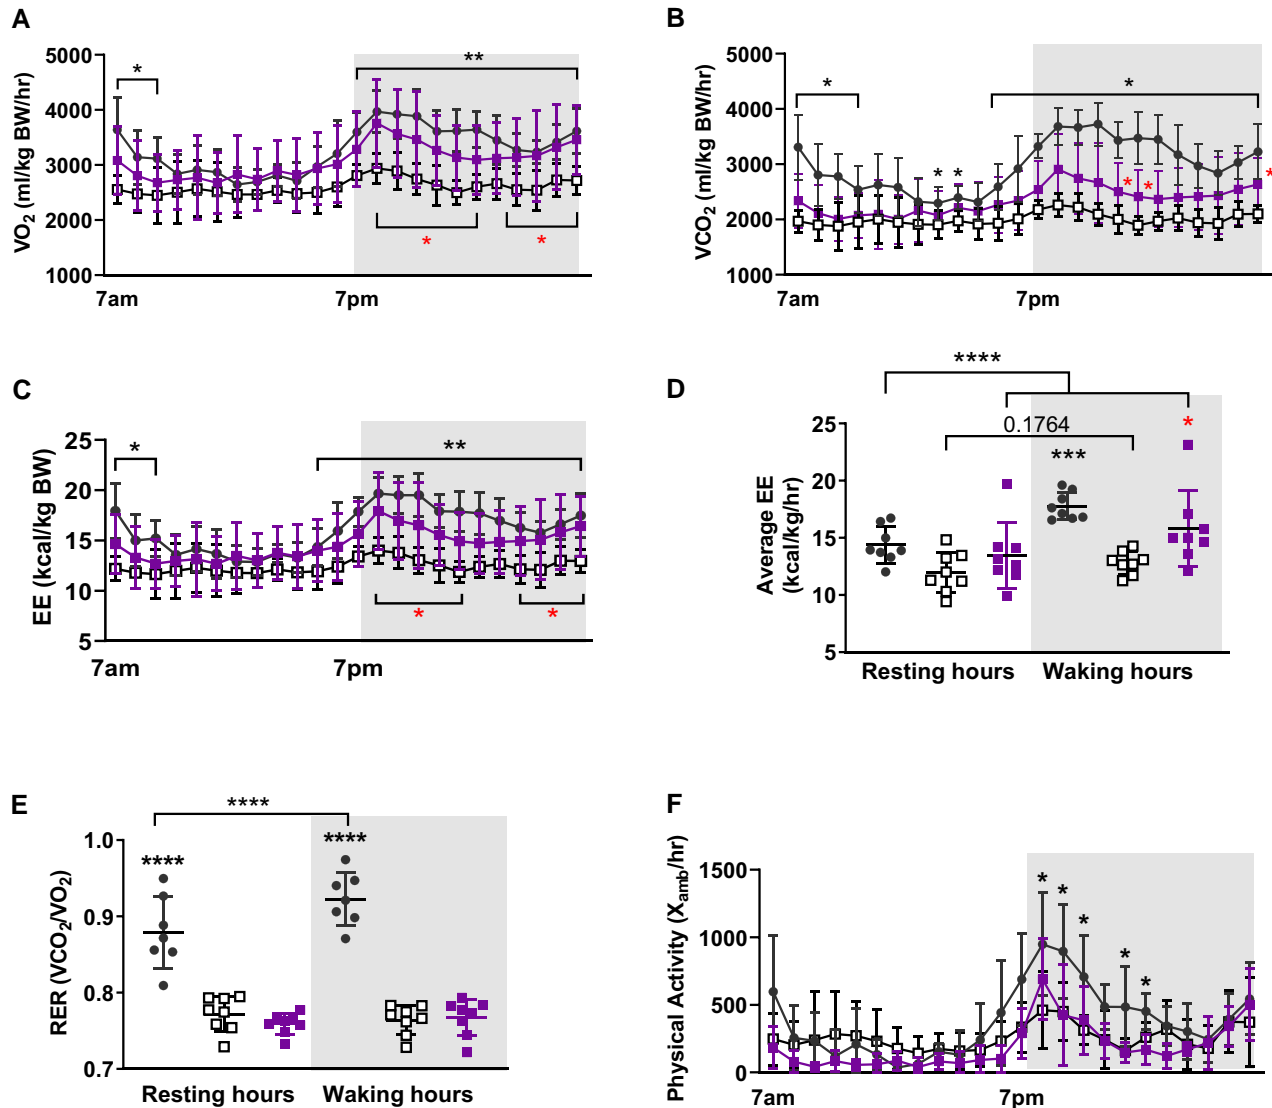 A
VO2 (ml/kg BW/hr)
5000
4000
3000
2000
1000
*
**
*
*
7am
7pm
B
VCO2 (ml/kg BW/hr)
5000
4000
3000
2000
1000
*
*
*
*
*
*
*
7am
7pm
C
EE (kcal/kg BW)
25
20
15
10
5
*
**
*
*
7am
7pm
D
Average EE
(kcal/kg/hr)
25
20
15
10
5
****
0.1764
***
*
Resting hours
Waking hours
E
RER (VCO2/VO2)
1.0
0.9
0.8
0.7
****
****
****
Resting hours
Waking hours
F
Physical Activity (Xamb/hr)
1500
1000
500
0
*
*
*
*
*
7am
7pm